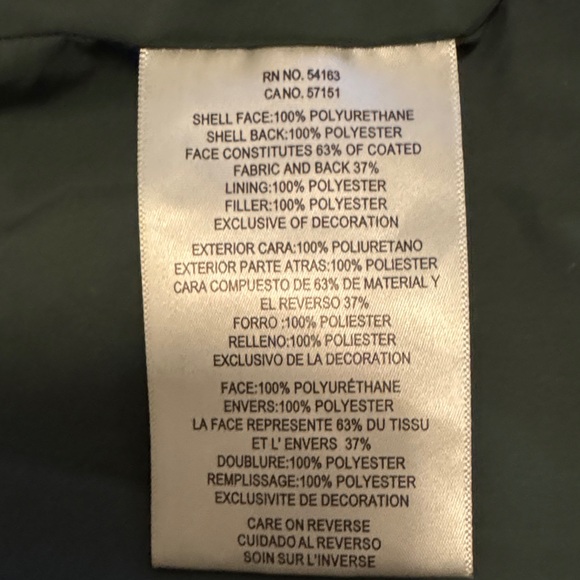 RN NO. 54163
CA NO. 57151
SHELL FACE:100% POLYURETHANE
SHELL BACK:100% POLYESTER
FACE CONSTITUTES 63% OF COATED
FABRIC AND BACK 37%
LINING:100% POLYESTER
FILLER:100% POLYESTER
EXCLUSIVE OF DECORATION
EXTERIOR CARA:100% POLIURETANO
EXTERIOR PARTE ATRAS:100% POLIESTER
CARA COMPUESTO DE 63% DE MATERIAL Y
EL REVERSO 37%
FORRO :100% POLIESTER
RELLENO:100% POLIESTER
EXCLUSIVO DE LA DECORATION
FACE:100% POLYURÉTHANE
ENVERS:100% POLYESTER
LA FACE REPRESENTE 63% DU TISSU
ET L' ENVERS 37%
DOUBLURE:100% POLYESTER
REMPLISSAGE:100% POLYESTER
EXCLUSIVITE DE DECORATION
CARE ON REVERSE
CUIDADO AL REVERSO
SOIN SUR L'INVERSE